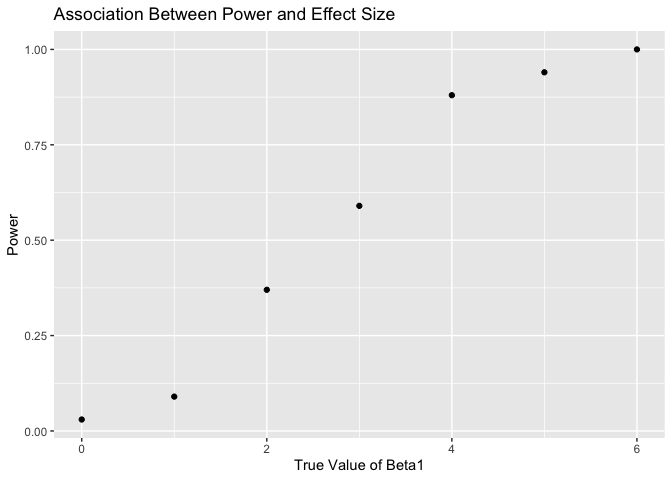 Association Between Power and Effect Size
1.00
0.75
0.50
0.25
0.00
Power
0 2 4 6
True Value of Beta1